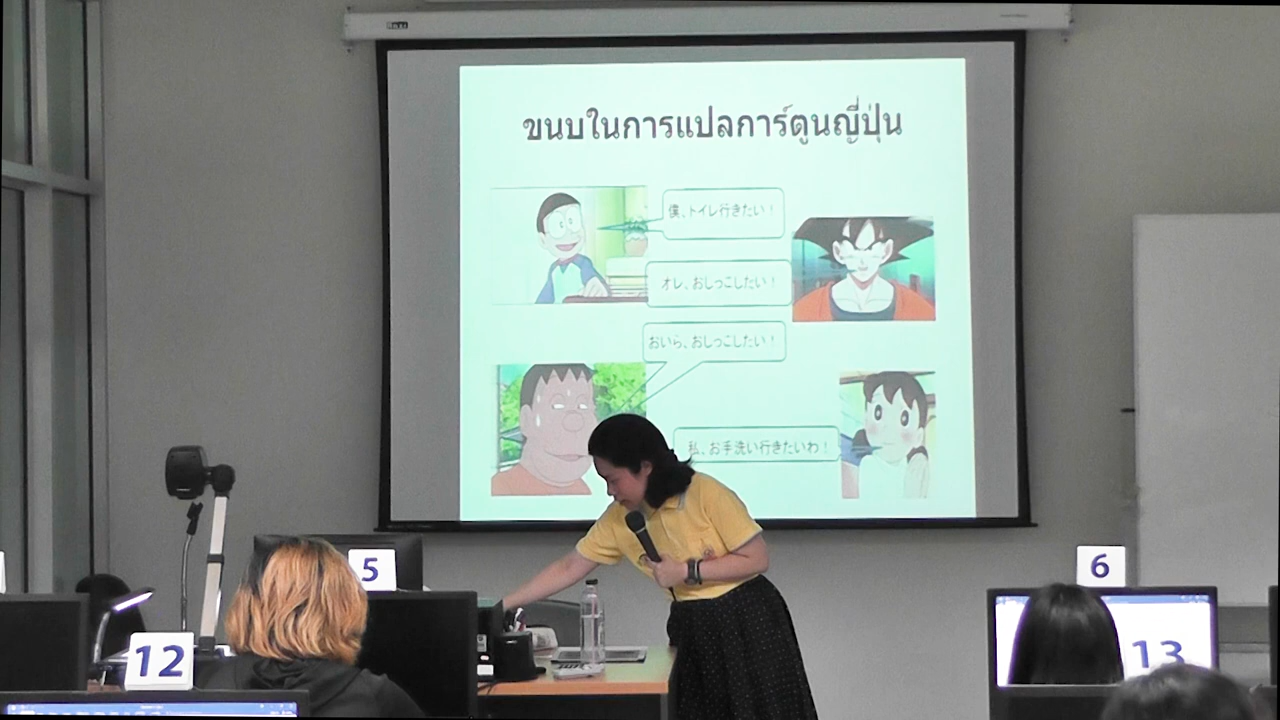 ขนบในการแปลการ์ตูนญี่ปุ่น
僕、トイレ行きたい！
オレ、おしっこしたい！
おいら、おしっこしたい！
私、お手洗い行きたいわ！
5
6
12
13